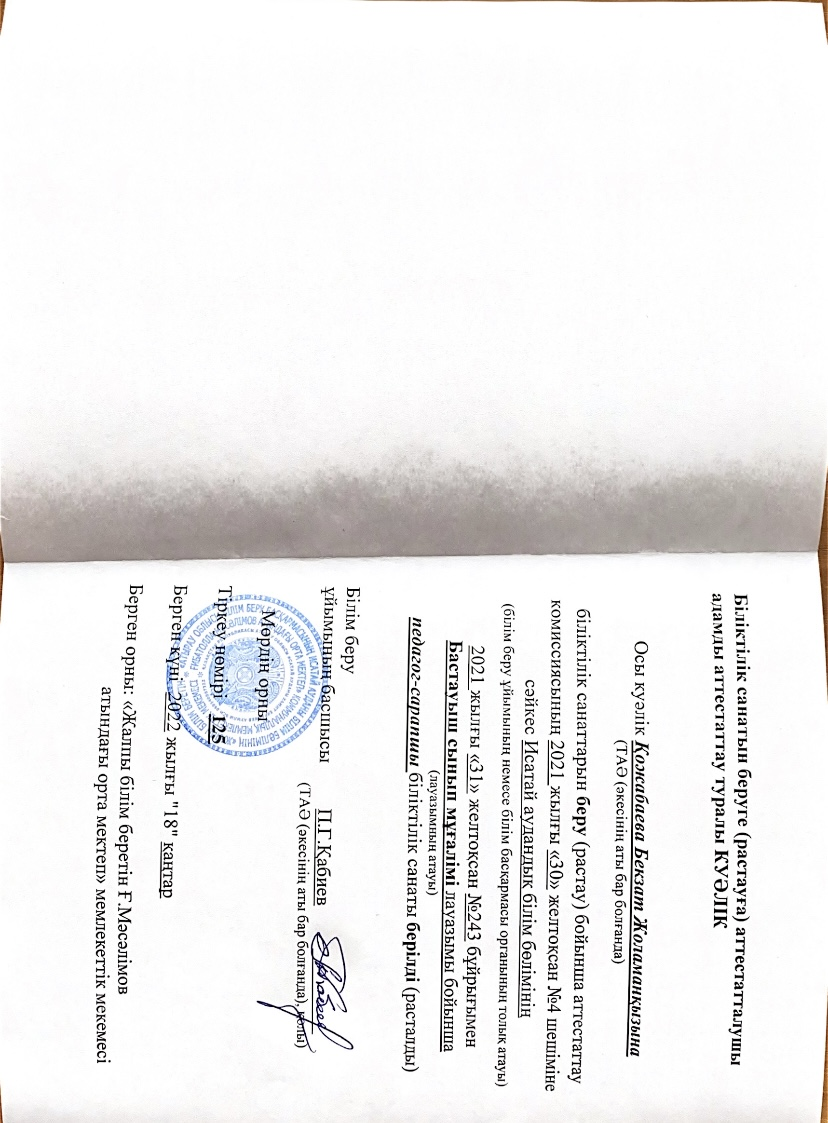 Біліктілік санатын беруге (растауға) аттестатталушы
адамды аттестаттау туралы КУӘЛІК
Осы куәлік Қожабаева Бекзат Жоламанқызына
(ТАӘ (әкесінің аты бар болғанда)
біліктілік санаттарын беру (растау) бойынша аттестаттау
комиссиясының 2021 жылғы «30» желтоқсан №4 шешіміне
сәйкес Исатай аудандық білім бөлімінің
(білім беру ұйымының немесе білім басқармасы органының толық атауы)
2021 жылғы «31» желтоқсан №243 бұйрығымен
Бастауыш сынып мұғалімі лауазымы бойынша
(лауазымның атауы)
педагог-сарапшы біліктілік санаты берілді (расталды)
Білім беру
ұйымының басшысы П.Г.Кабиев
(ТАӘ (әкесінің аты бар болғанда), қолы)
Мөрдің орны
Тіркеу нөмірі 125
Берген күні 2022 жылғы "18" қаңтар
Берген орны: «Жалпы білім беретін Ғ.Мәсәлімов
атындағы орта мектеп» мемлекеттік мекемесі